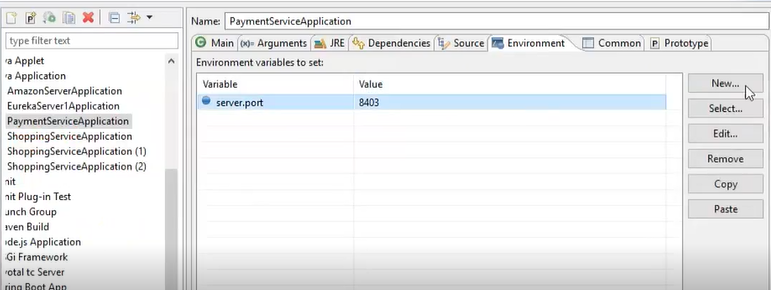 Name: PaymentServiceApplication
type filter text
Main (x)= Arguments JRE Dependencies Source Environment Common Prototype
va Applet
va Application
AmazonServerApplication
EurekaServer1Application
PaymentServiceApplication
ShoppingServiceApplication
ShoppingServiceApplication (1)
ShoppingServiceApplication (2)
nit
nit Plug-in Test
unch Group
aven Build
ode.js Application
Gi Framework
votal tc Server
ring Boot App
Environment variables to set:
Variable Value
server.port 8403
New...
Select...
Edit...
Remove
Copy
Paste